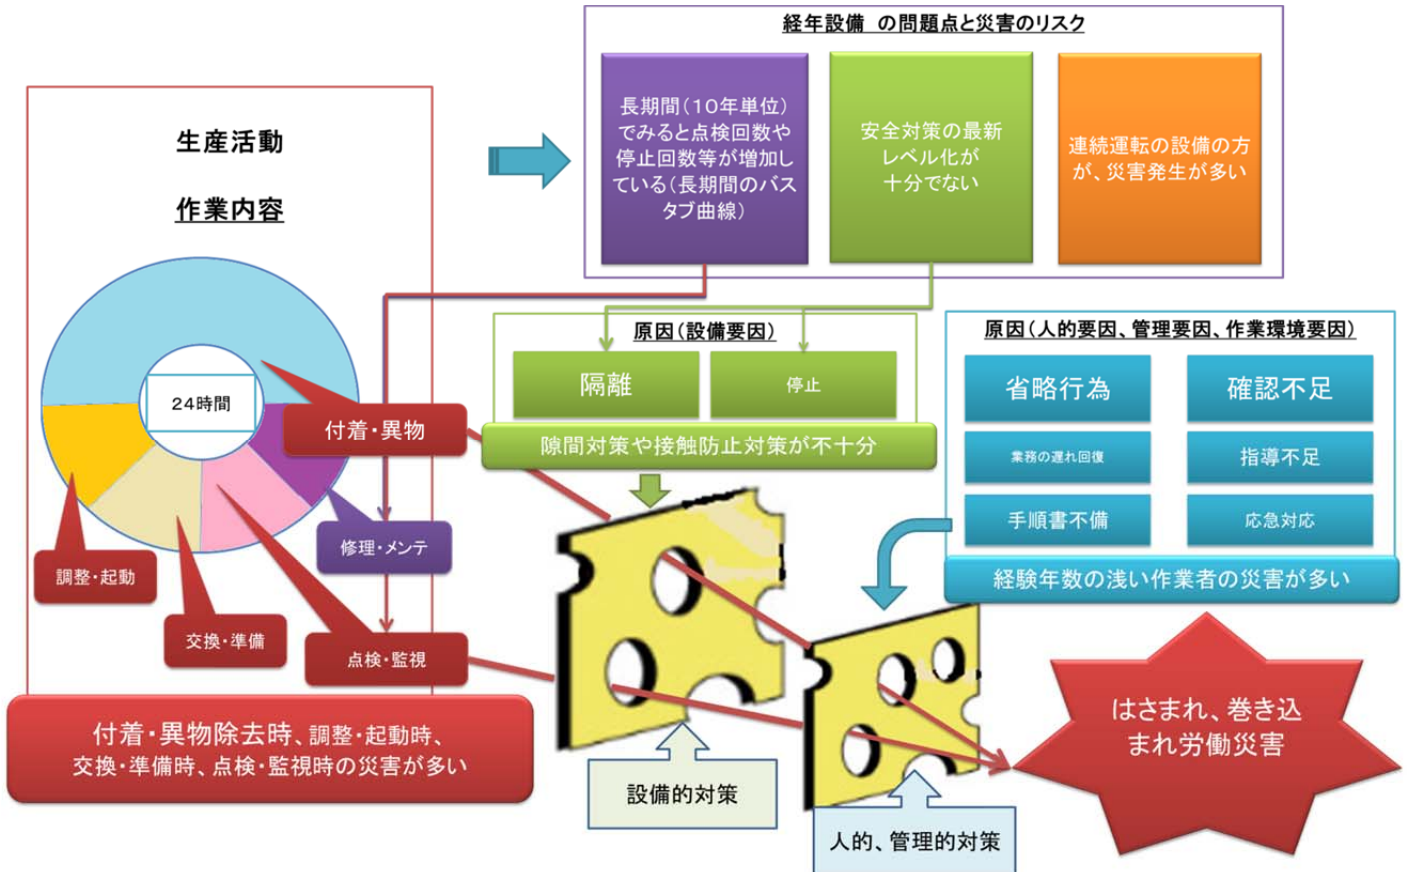 経年設備 の問題点と災害のリスク
長期間(10年単位)
でみると点検回数や
停止回数等が増加し
ている(長期間のバス
タブ曲線)
安全対策の最新
レベル化が
十分でない
連続運転の設備の方
が、災害発生が多い
生産活動
作業内容
24時間
付着・異物
修理・メンテ
調整・起動
交換・準備
点検・監視
付着・異物除去時、調整・起動時、
交換・準備時、点検・監視時の災害が多い
原因(設備要因)
隔離
停止
隙間対策や接触防止対策が不十分
原因(人的要因、管理要因、作業環境要因)
省略行為
確認不足
業務の遅れ回復
指導不足
手順書不備
応急対応
経験年数の浅い作業者の災害が多い
設備的対策
人的、管理的対策
はさまれ、巻き込
まれ労働災害